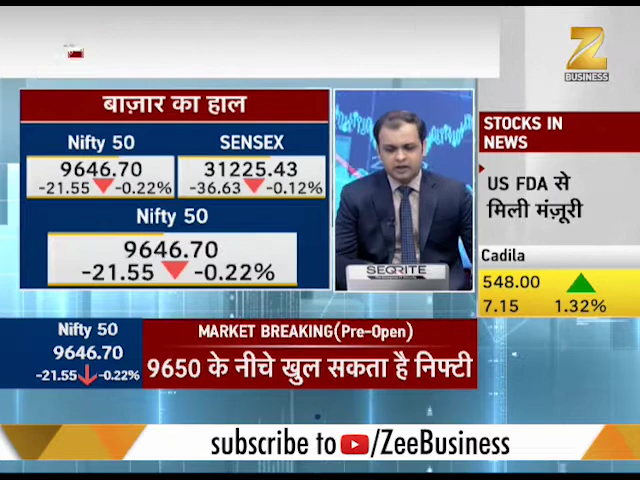 Z
BUSINESS
बाज़ार का हाल
Nifty 50
9646.70
-21.55 -0.22%
SENSEX
31225.43
-36.63 -0.12%
Nifty 50
9646.70
-21.55 -0.22%
SEQRITE
STOCKS IN
NEWS
US FDA से
मिली मंज़ूरी
Cadila
548.00
7.15 1.32%
Nifty 50
9646.70
-21.55 -0.22%
MARKET BREAKING(Pre-Open)
9650 के नीचे खुल सकता है निफ्टी
subscribe to /ZeeBusiness